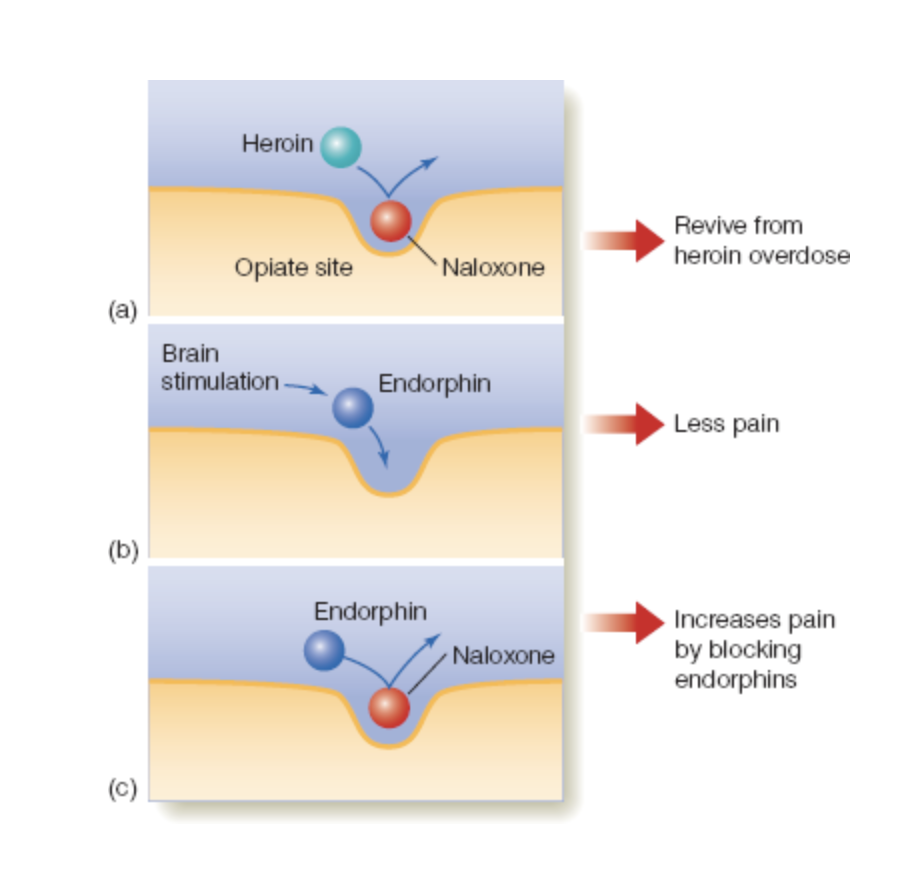 Heroin
Opiate site
Naloxone
(a)
Revive from
heroin overdose
Brain
stimulation
Endorphin
(b)
Less pain
Endorphin
Naloxone
(c)
Increases pain
by blocking
endorphins